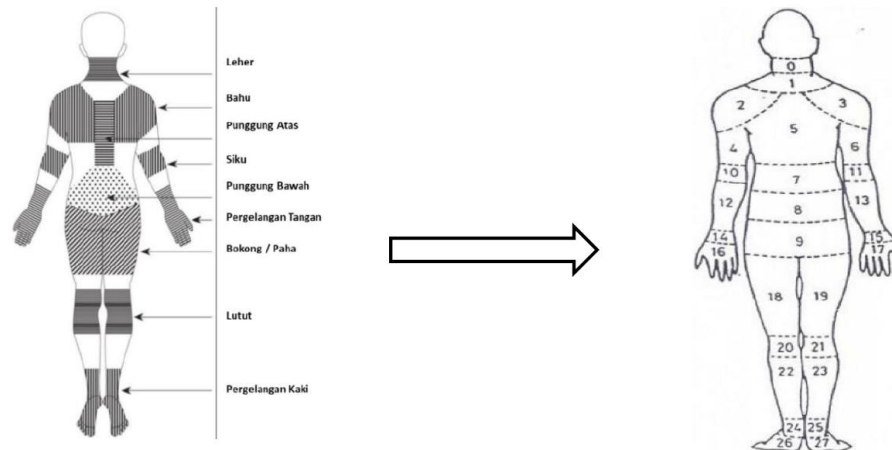 Leher
Bahu
Punggung Atas
Siku
Punggung Bawah
Pergelangan Tangan
Bokong / Paha
Lutut
Pergelangan Kaki
0
1
2 3
5
4 6
10 7 11
12 8 13
14 9 15
16 17
18 19
20 21
22 23
24 25
26 27